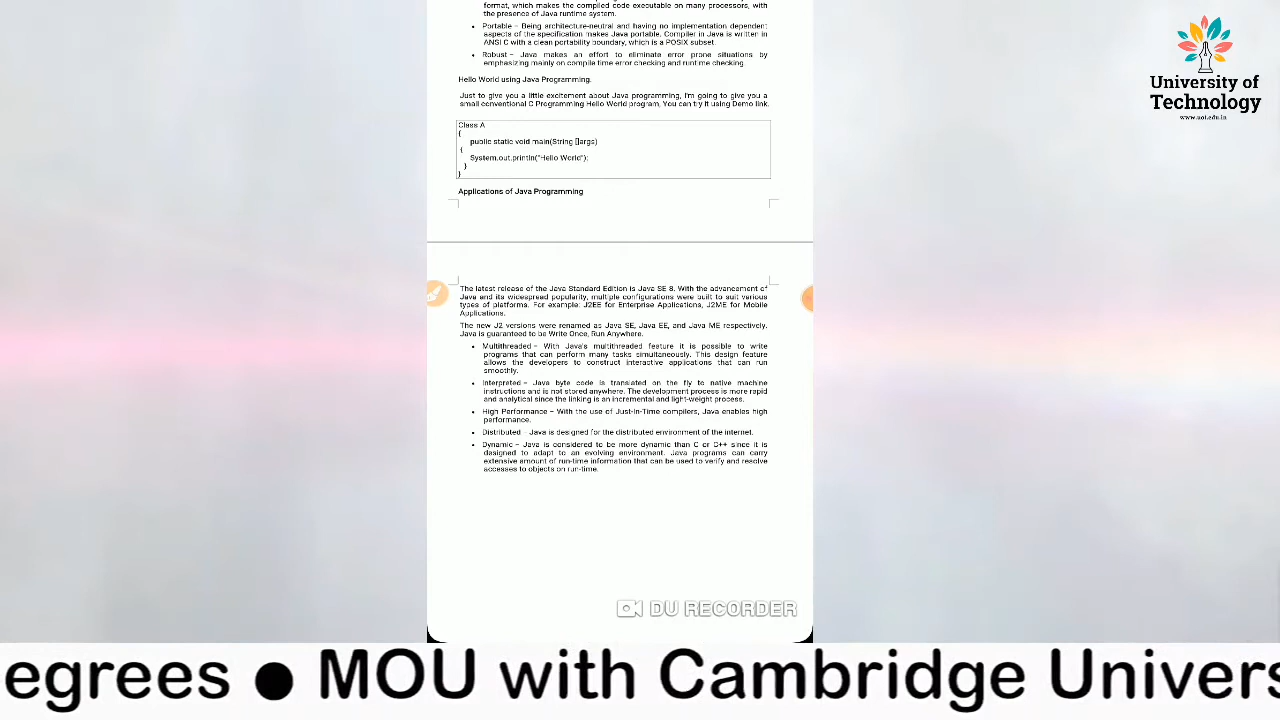 format, which makes the compiled code executable on many processors, with
the presence of Java runtime system.
• Portable – Being architecture-neutral and having no implementation dependent
aspects of the specification makes Java portable. Compiler in Java is written in
ANSI C with a clean portability boundary, which is a POSIX subset.
• Robust – Java makes an effort to eliminate error prone situations by
emphasizing mainly on compile time error checking and runtime checking.
Hello World using Java Programming.
Just to give you a little excitement about Java programming, I'm going to give you a
small conventional C Programming Hello World program, You can try it using Demo link.
Class A
{
public static void main(String []args)
{
System.out.println("Hello World");
}
}
Applications of Java Programming
The latest release of the Java Standard Edition is Java SE 8. With the advancement of
Java and its widespread popularity, multiple configurations were built to suit various
types of platforms. For example: J2EE for Enterprise Applications, J2ME for Mobile
Applications.
The new J2 versions were renamed as Java SE, Java EE, and Java ME respectively.
Java is guaranteed to be Write Once, Run Anywhere.
• Multithreaded – With Java's multithreaded feature it is possible to write
programs that can perform many tasks simultaneously. This design feature
allows the developers to construct interactive applications that can run
smoothly.
• Interpreted – Java byte code is translated on the fly to native machine
instructions and is not stored anywhere. The development process is more rapid
and analytical since the linking is an incremental and light-weight process.
• High Performance – With the use of Just-In-Time compilers, Java enables high
performance.
• Distributed – Java is designed for the distributed environment of the internet.
• Dynamic – Java is considered to be more dynamic than C or C++ since it is
designed to adapt to an evolving environment. Java programs can carry
extensive amount of run-time information that can be used to verify and resolve
accesses to objects on run-time.
DU RECORDER
University of
Technology
www.uot.edu.in
egrees ● MOU with Cambridge Univers